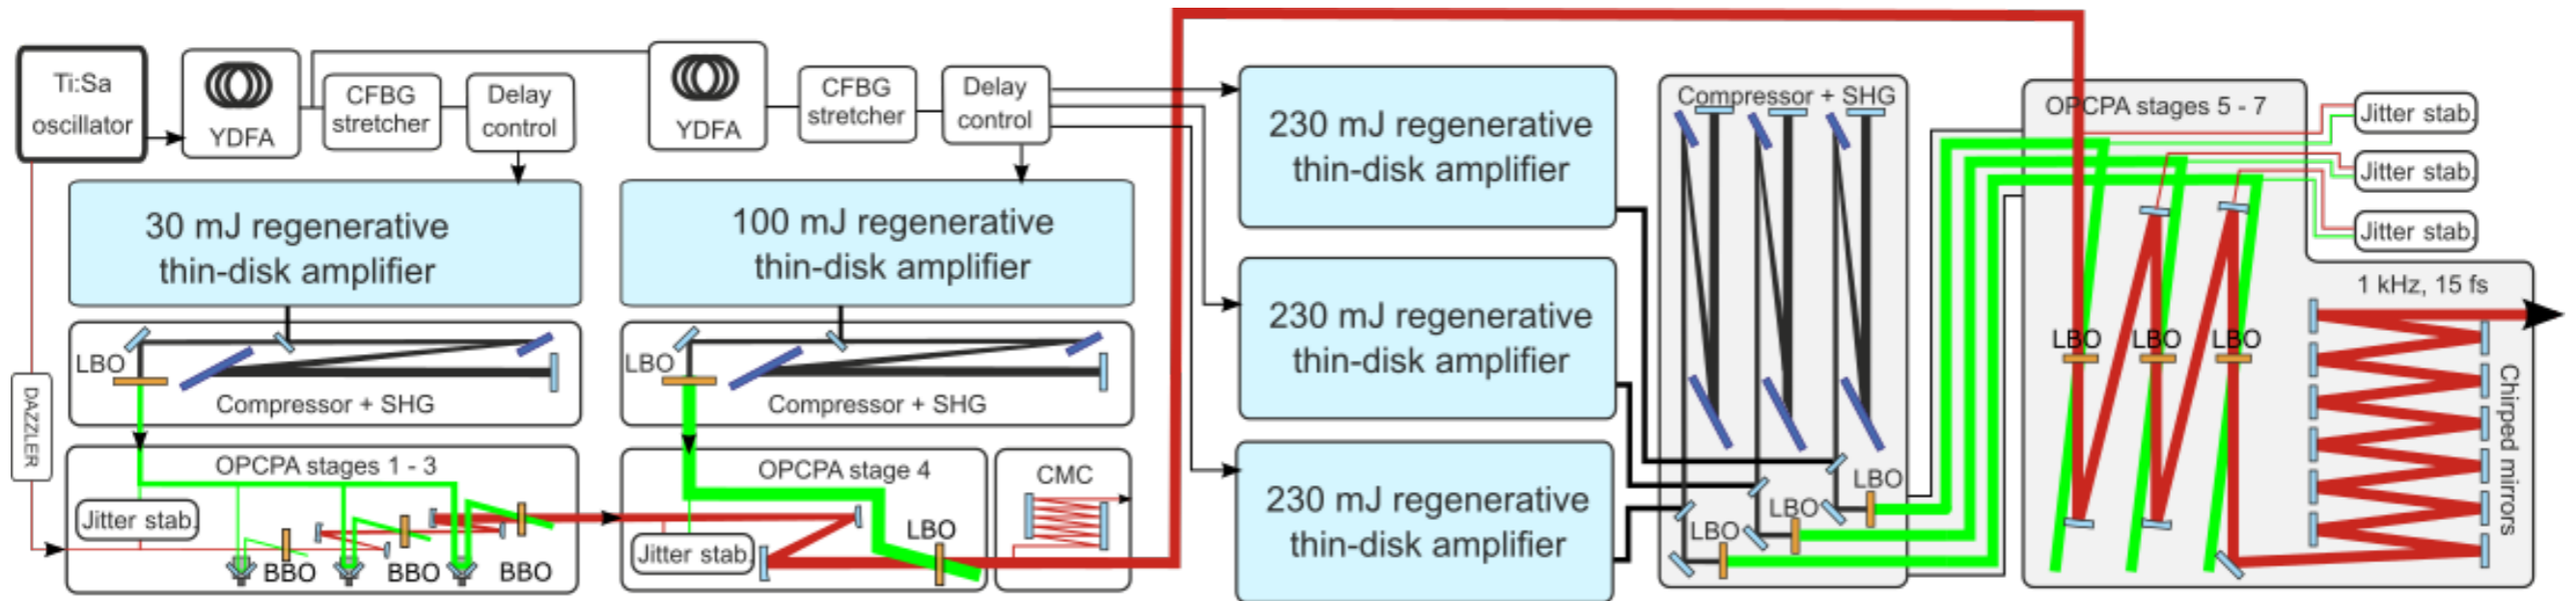 Ti:Sa
oscillator
YDFA
CFBG
stretcher
Delay
control
YDFA
CFBG
stretcher
Delay
control
30 mJ regenerative
thin-disk amplifier
100 mJ regenerative
thin-disk amplifier
230 mJ regenerative
thin-disk amplifier
230 mJ regenerative
thin-disk amplifier
230 mJ regenerative
thin-disk amplifier
LBO
Compressor + SHG
LBO
Compressor + SHG
DAZZLER
OPCPA stages 1 - 3
Jitter stab.
BBO
BBO
BBO
OPCPA stage 4
Jitter stab.
LBO
CMC
Compressor + SHG
LBO
LBO
LBO
OPCPA stages 5 - 7
Jitter stab.
Jitter stab.
Jitter stab.
LBO
LBO
LBO
1 kHz, 15 fs
Chirped mirrors